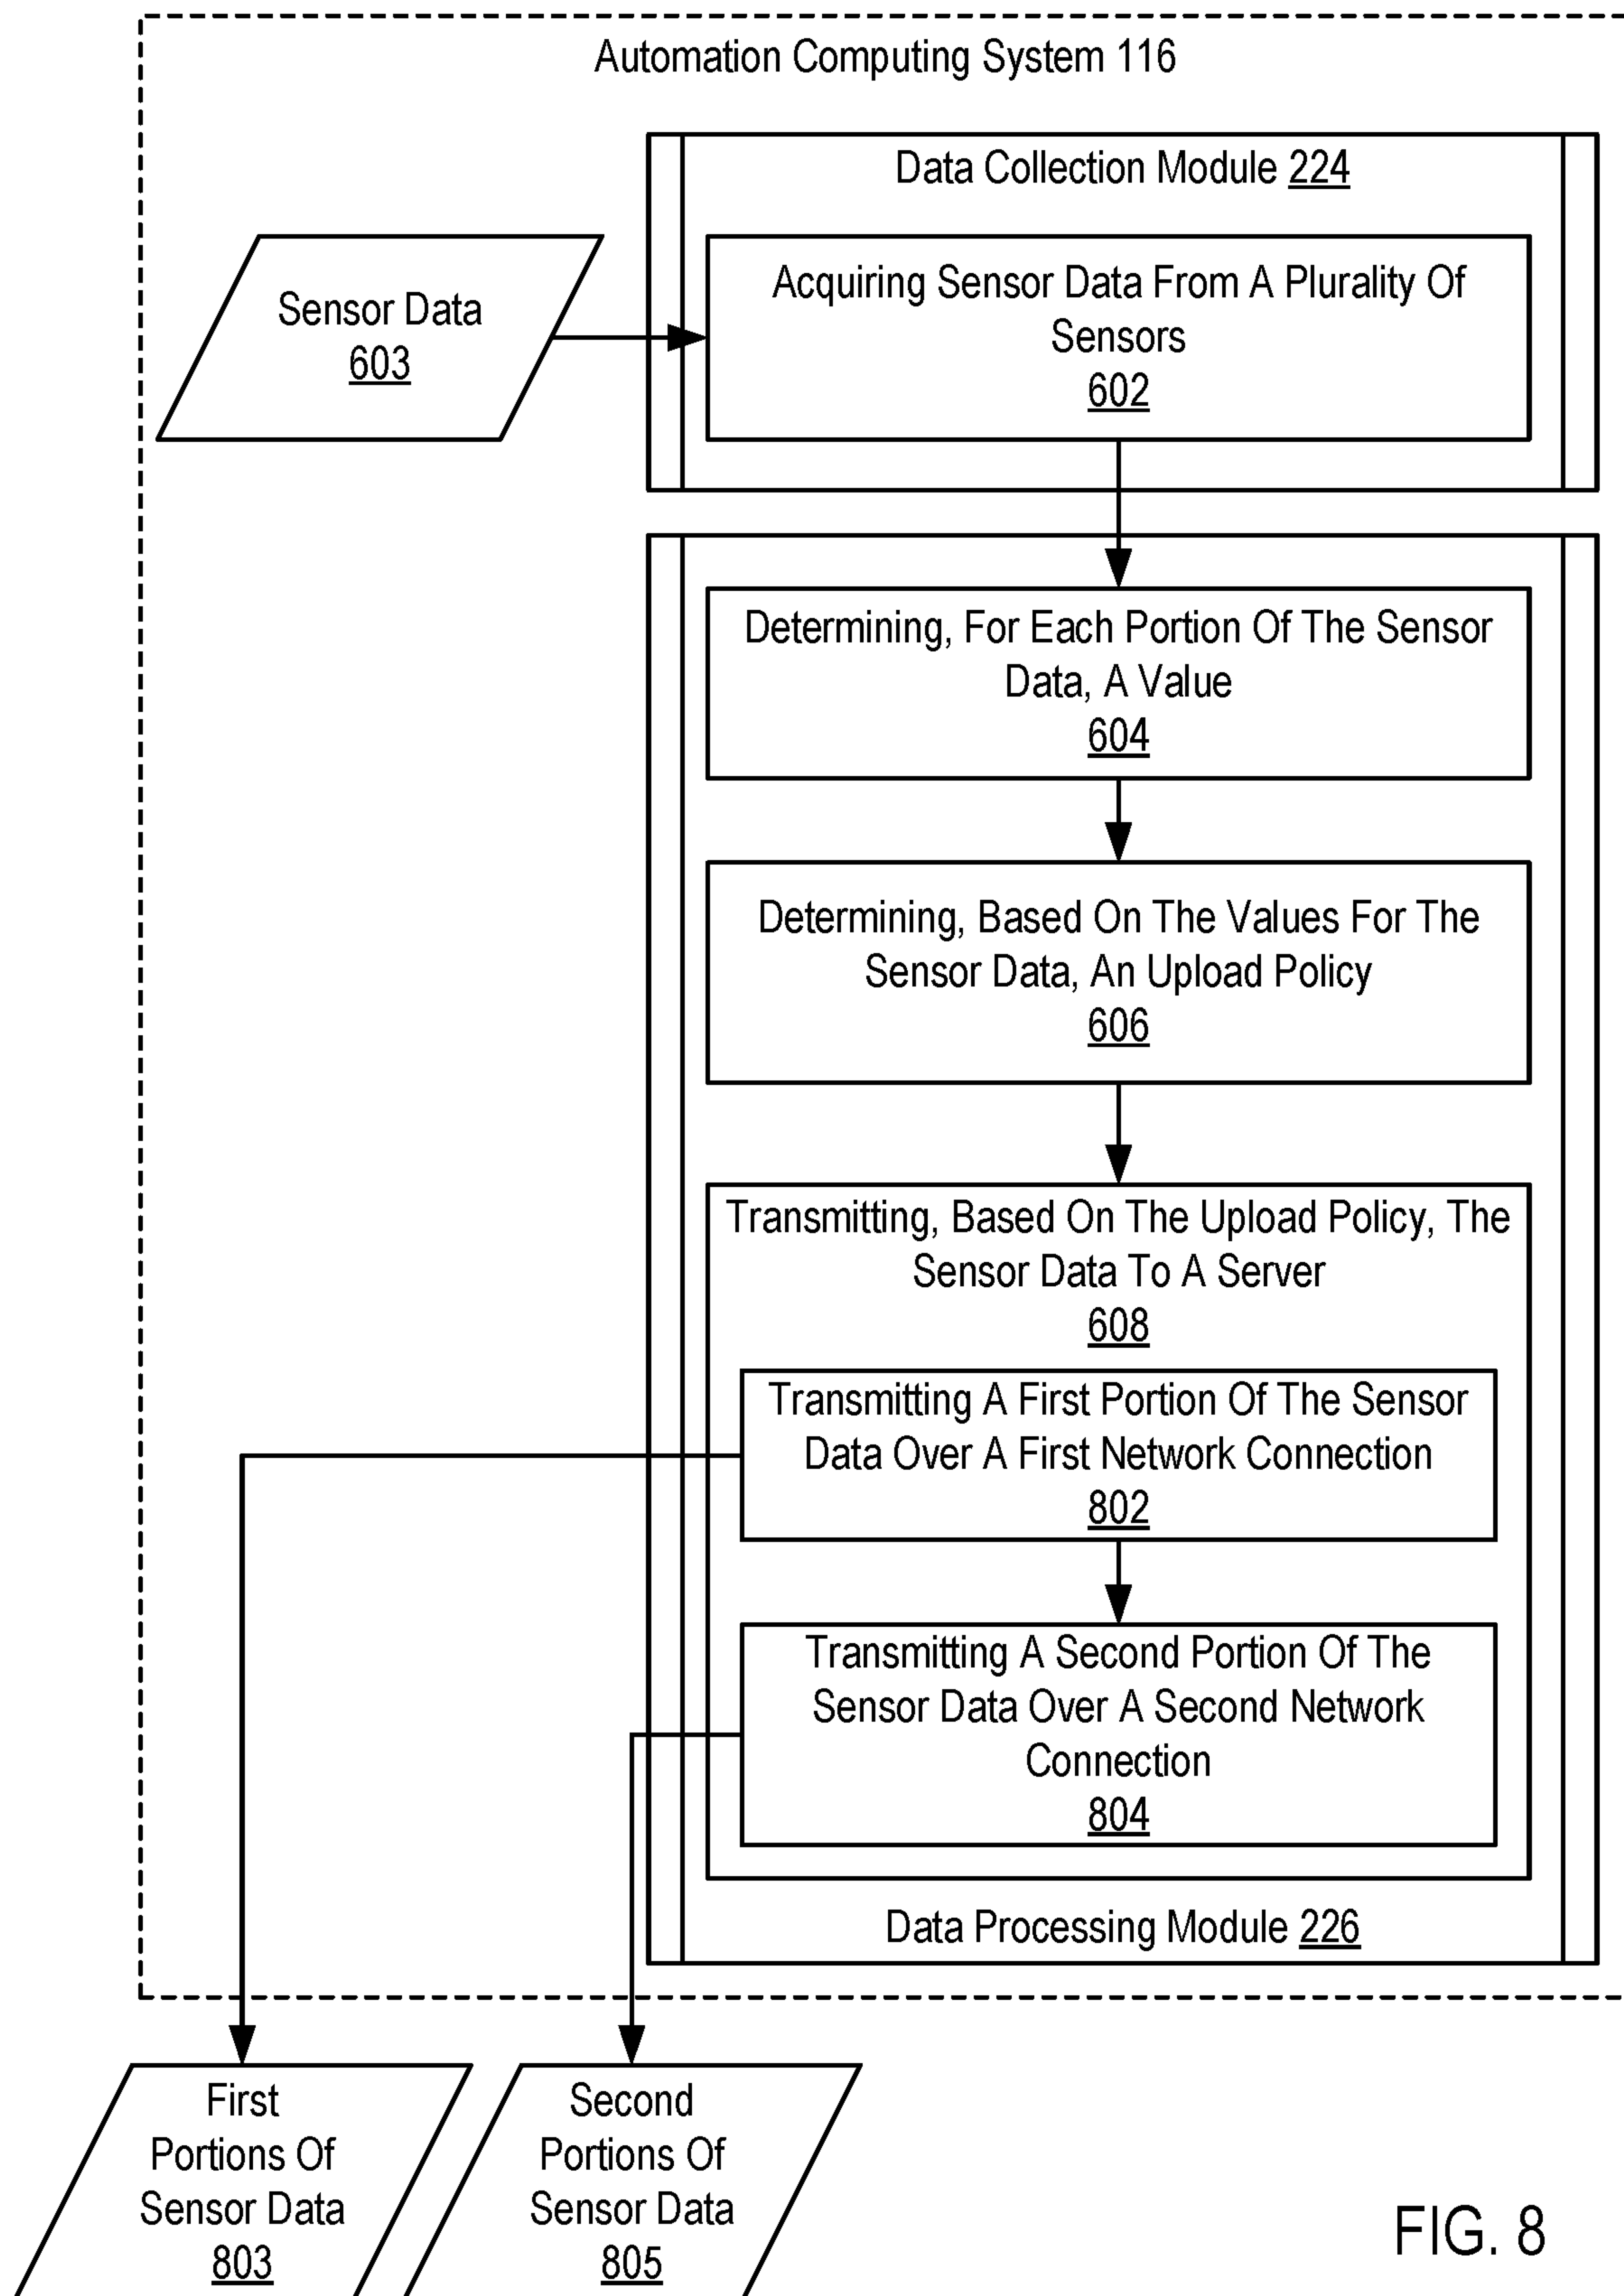 Automation Computing System 116
Data Collection Module 224
Sensor Data
603
Acquiring Sensor Data From A Plurality Of
Sensors
602
Determining, For Each Portion Of The Sensor
Data, A Value
604
Determining, Based On The Values For The
Sensor Data, An Upload Policy
606
Transmitting, Based On The Upload Policy, The
Sensor Data To A Server
608
Transmitting A First Portion Of The Sensor
Data Over A First Network Connection
802
Transmitting A Second Portion Of The
Sensor Data Over A Second Network
Connection
804
Data Processing Module 226
First
Portions Of
Sensor Data
803
Second
Portions Of
Sensor Data
805
FIG. 8